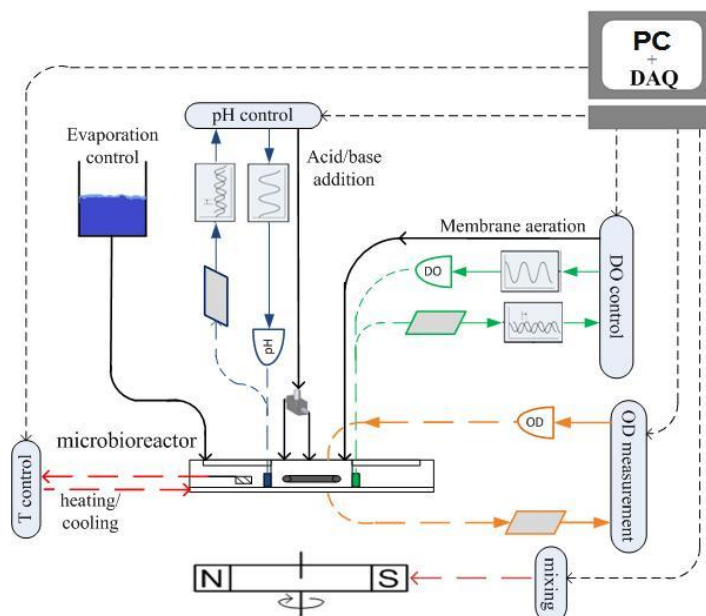 PC
+
DAQ
pH control
Evaporation
control
Acid/base
addition
Membrane aeration
DO
DO control
pH
OD
OD measurement
microbioreactor
T control
heating/
cooling
N
S
mixing